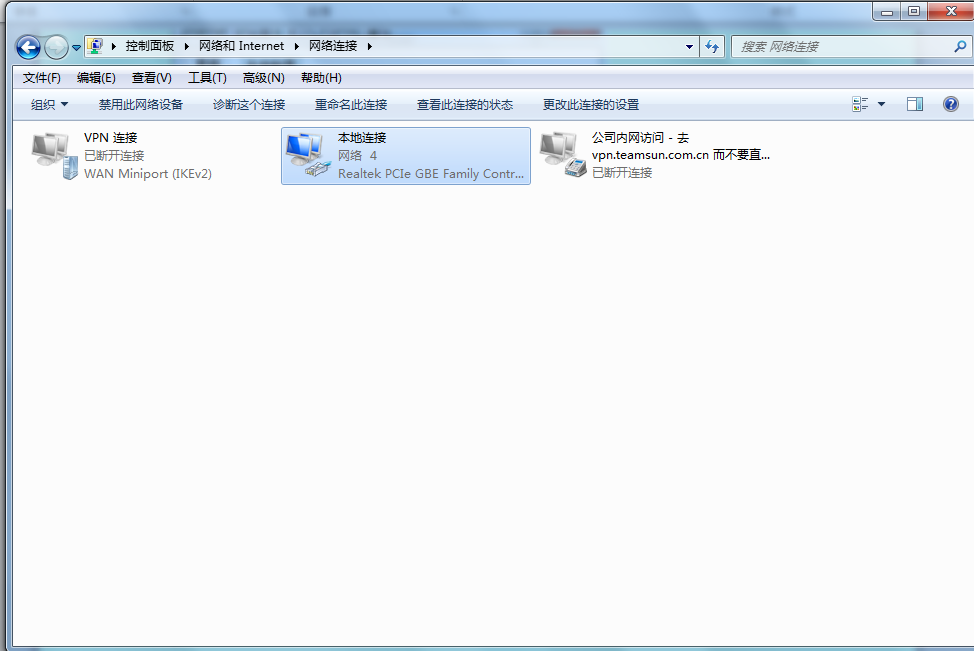 控制面板 网络和 Internet 网络连接 搜索 网络连接
文件(F) 编辑(E) 查看(V) 工具(T) 高级(N) 帮助(H)
组织 禁用此网络设备 诊断这个连接 重命名此连接 查看此连接的状态 更改此连接的设置
VPN 连接
已断开连接
WAN Miniport (IKEv2)
本地连接
网络 4
Realtek PCIe GBE Family Contr...
公司内网访问 - 去
vpn.teamsun.com.cn 而不要直...
已断开连接